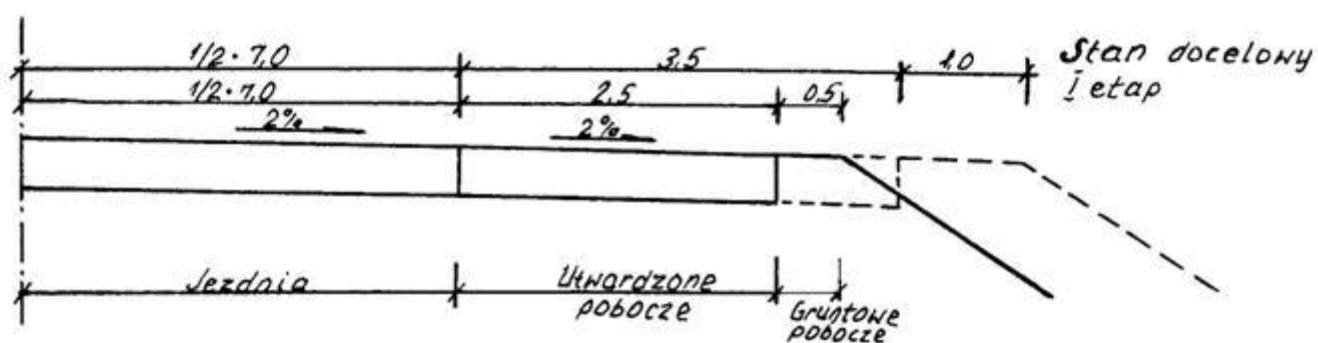 1/2·7,0 3,5 1,0 Stan docelowy
1/2·7,0 2,5 0,5 I etap
2% 2%
Jezdnia Utwardzone pobocze Gruntowe pobocze